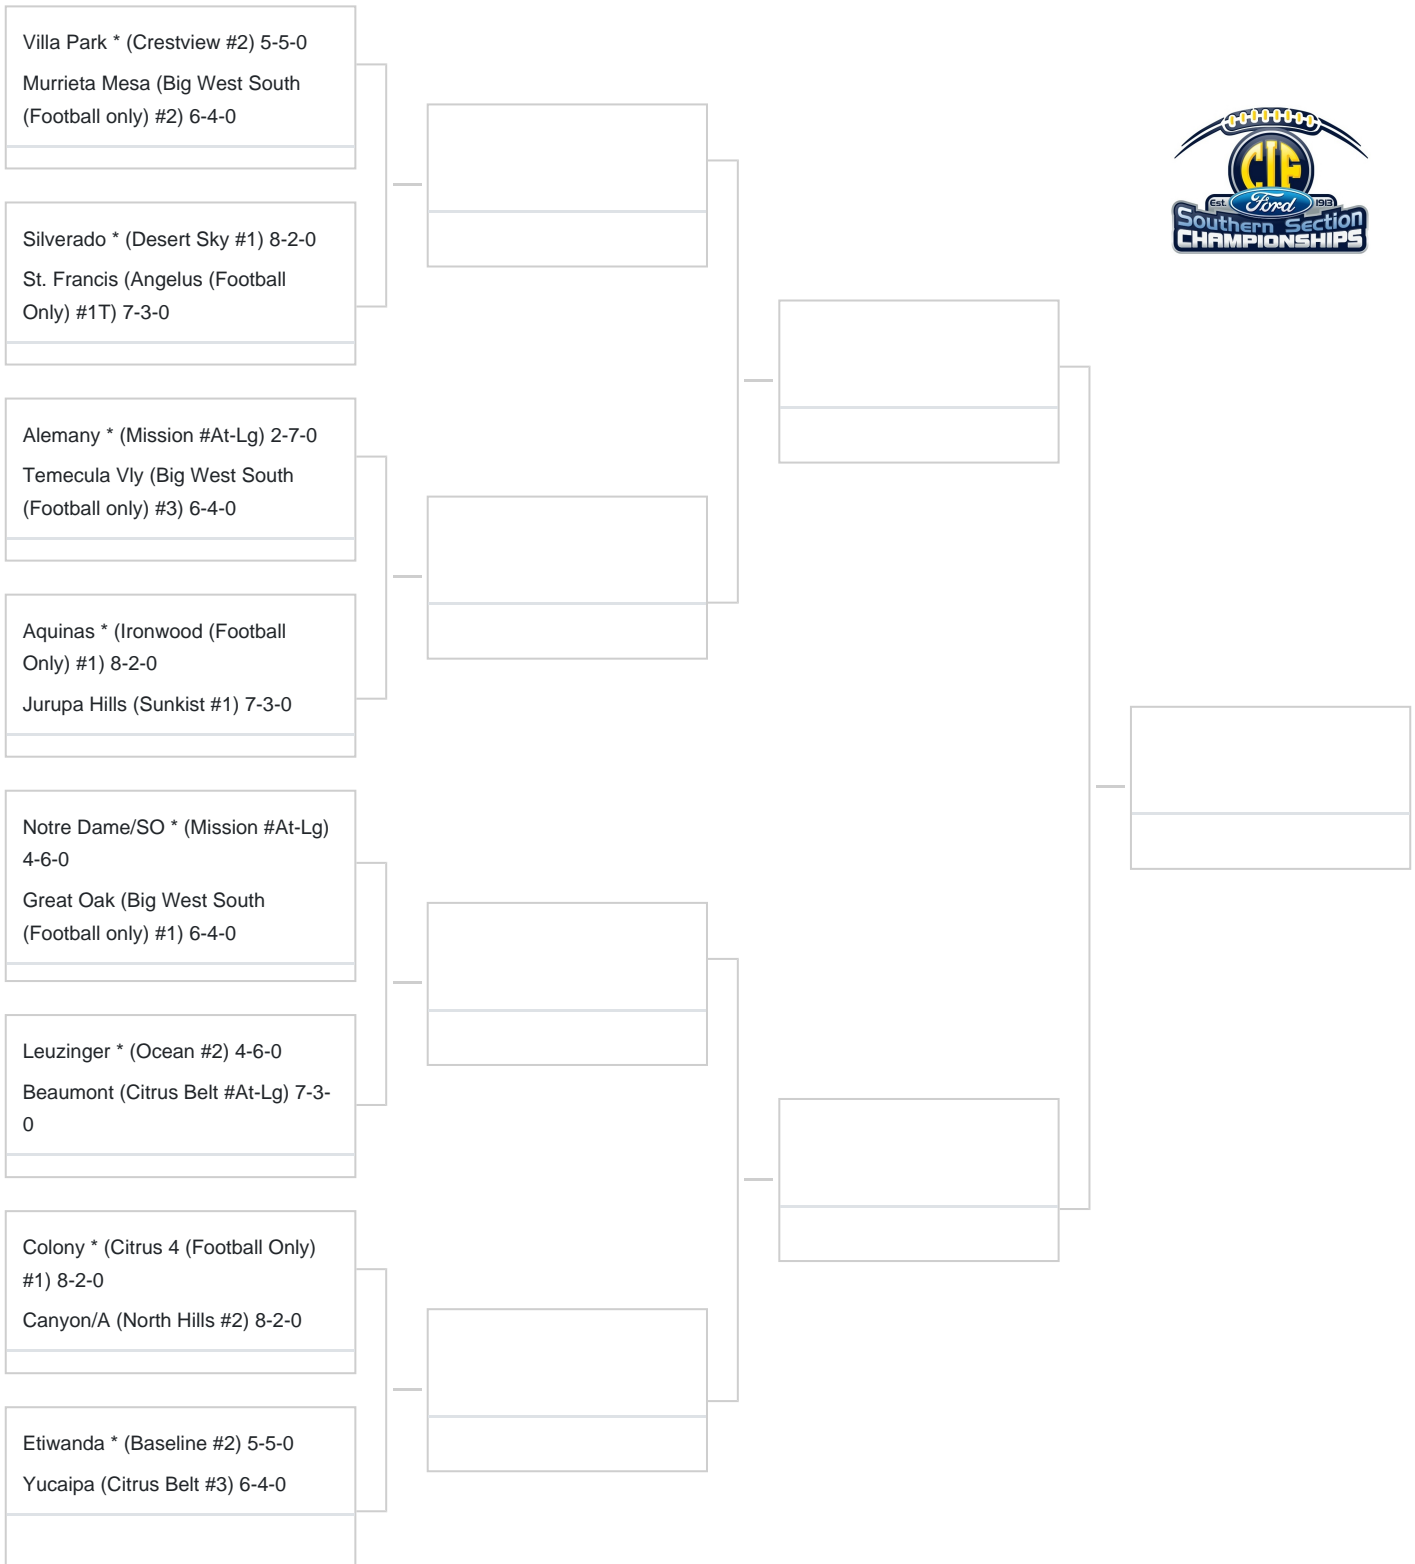 Villa Park * (Crestview #2) 5-5-0
Murrieta Mesa (Big West South
(Football only) #2) 6-4-0
Silverado * (Desert Sky #1) 8-2-0
St. Francis (Angelus (Football
Only) #1T) 7-3-0
Alemany * (Mission #At-Lg) 2-7-0
Temecula Vly (Big West South
(Football only) #3) 6-4-0
Aquinas * (Ironwood (Football
Only) #1) 8-2-0
Jurupa Hills (Sunkist #1) 7-3-0
Notre Dame/SO * (Mission #At-Lg)
4-6-0
Great Oak (Big West South
(Football only) #1) 6-4-0
Leuzinger * (Ocean #2) 4-6-0
Beaumont (Citrus Belt #At-Lg) 7-3-
0
Colony * (Citrus 4 (Football Only)
#1) 8-2-0
Canyon/A (North Hills #2) 8-2-0
Etiwanda * (Baseline #2) 5-5-0
Yucaipa (Citrus Belt #3) 6-4-0
CIF
Est. Ford 1913
Southern Section
CHAMPIONSHIPS